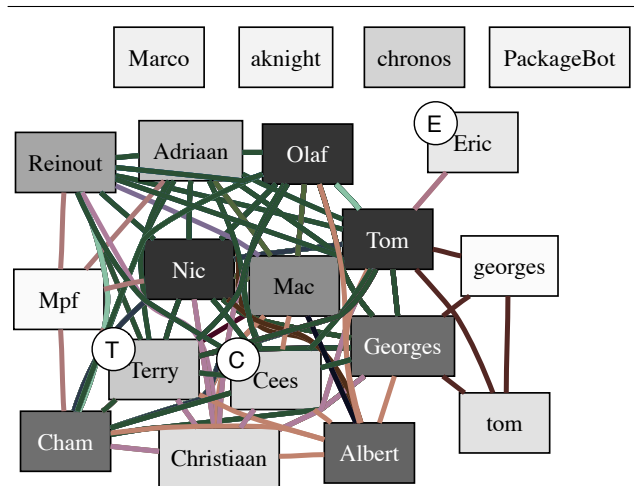 Marco
aknight
chronos
PackageBot
E
Eric
Reinout
Adriaan
Olaf
Tom
georges
Nic
Mac
Mpf
T
Terry
C
Cees
Georges
tom
Cham
Christiaan
Albert